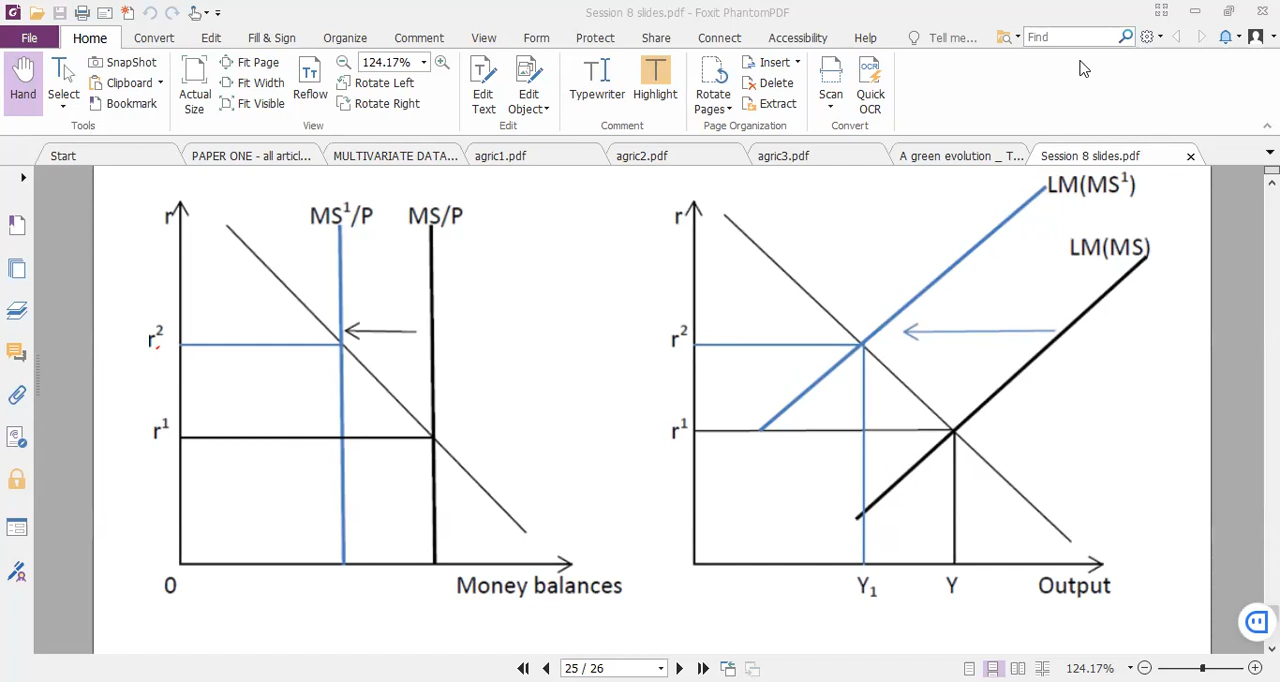 Session 8 slides.pdf - Foxit PhantomPDF
File Home Convert Edit Fill & Sign Organize Comment View Form Protect Share Connect Accessibility Help Tell me... Find
Hand
Select
SnapShot
Clipboard
Bookmark
Tools
Actual Size
Fit Page
Fit Width
Fit Visible
Reflow
124.17%
Rotate Left
Rotate Right
View
Edit Text
Edit Object
Edit
Typewriter
Highlight
Comment
Rotate Pages
Insert
Delete
Extract
Page Organization
Scan
Quick OCR
OCR
Convert
Start PAPER ONE - all articl... MULTIVARIATE DATA... agric1.pdf agric2.pdf agric3.pdf A green evolution _ T... Session 8 slides.pdf
r MS¹/P MS/P
r²
r¹
0 Money balances
r LM(MS¹)
LM(MS)
r²
r¹
Y₁ Y Output
25 / 26
124.17%